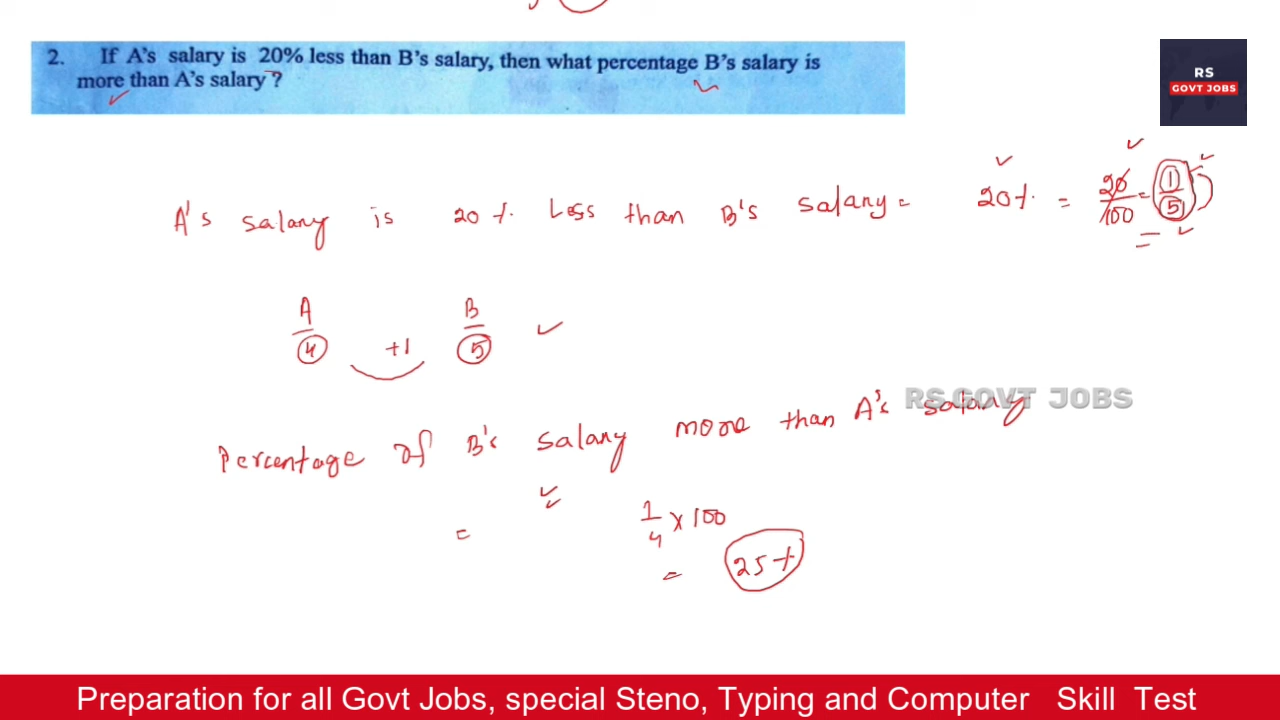 2. If A's salary is 20% less than B's salary, then what percentage B's salary is
more than A's salary ?
RS
GOVT JOBS
A's salary is 20% Less than B's salary = 20% = 20/100 = 1/5
A B
4 +1 5
Percentage of B's salary more than A's salary
RS GOVT JOBS
= 1/4 x 100
= 25%
Preparation for all Govt Jobs, special Steno, Typing and Computer Skill Test